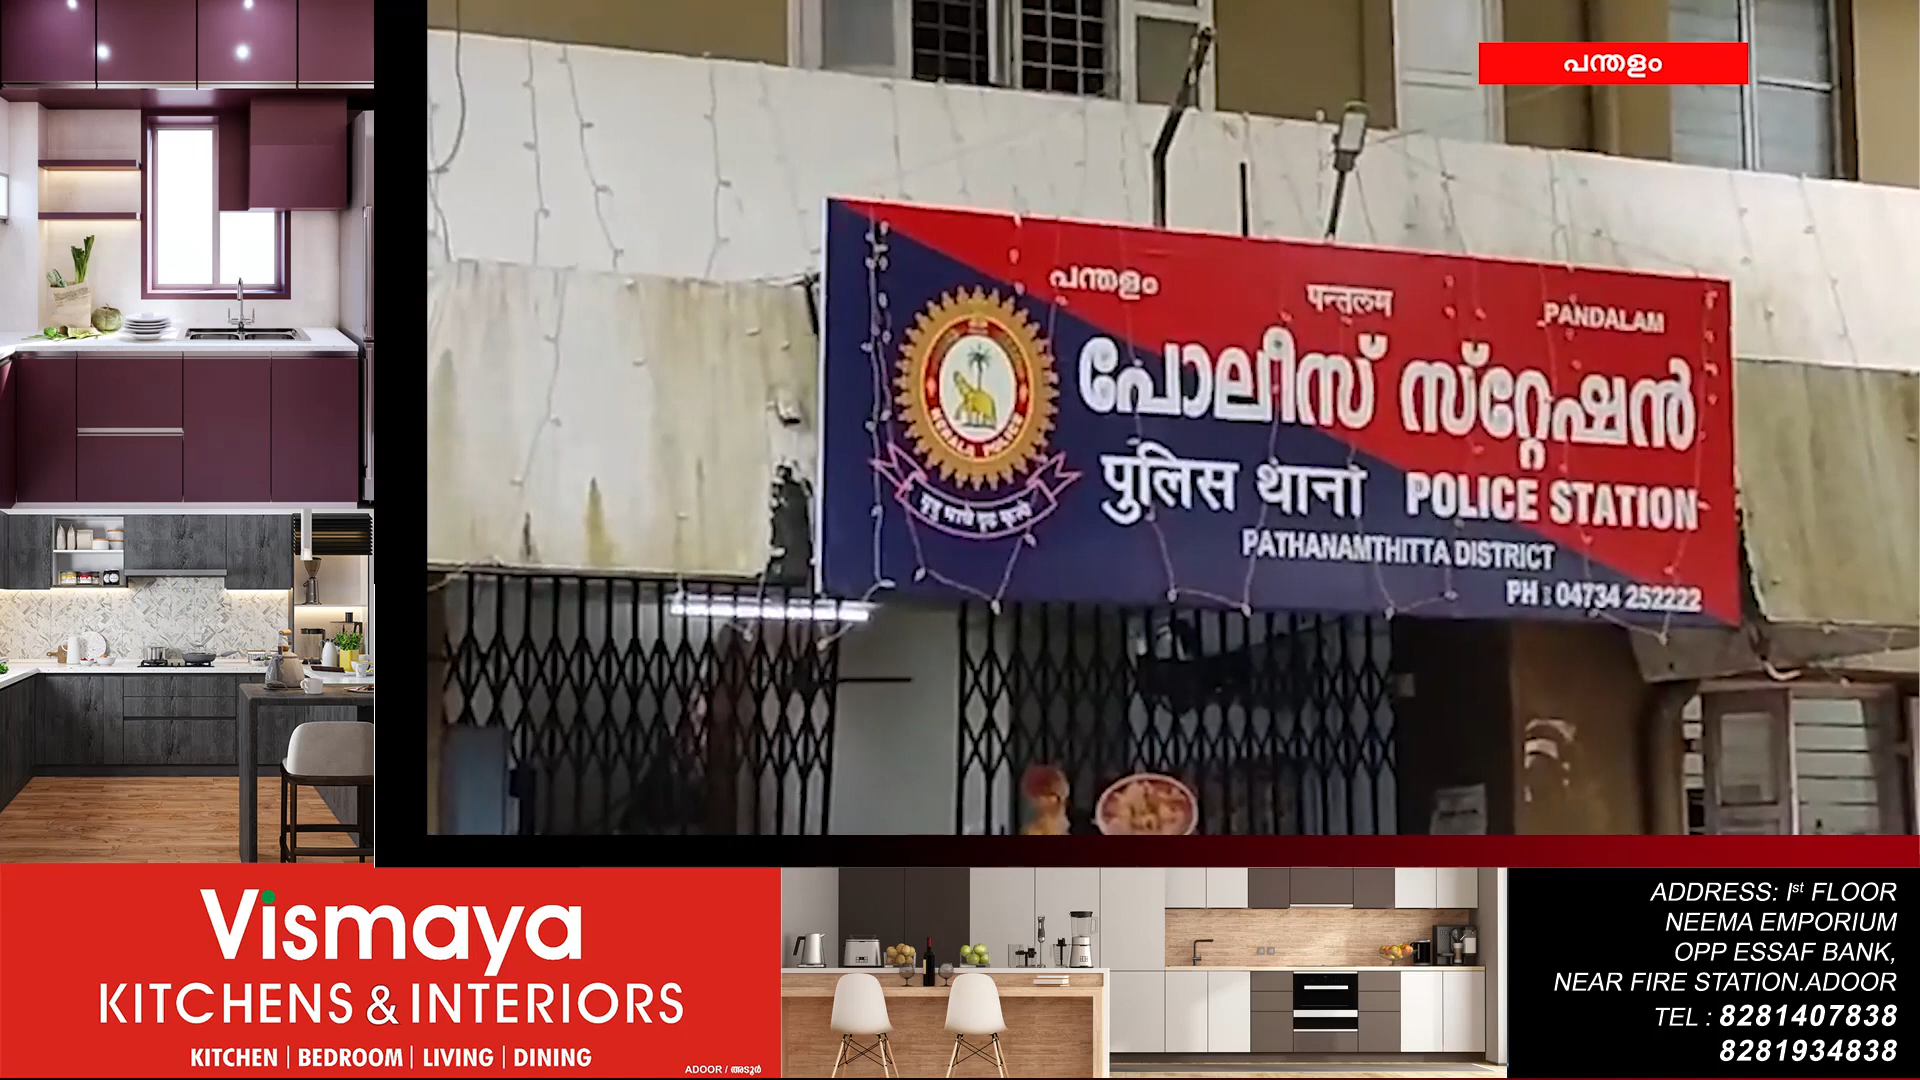 പന്തളം
പന്തളം
पन्तलम
PANDALAM
പോലീസ് സ്റ്റേഷൻ
पुलिस थाना
POLICE STATION
PATHANAMTHITTA DISTRICT
PH : 04734 252222
KERALA POLICE
मृदु भावे दृढ कृत्ये
Vismaya
KITCHENS & INTERIORS
KITCHEN | BEDROOM | LIVING | DINING
ADOOR / അടൂർ
ADDRESS: Ist FLOOR
NEEMA EMPORIUM
OPP ESSAF BANK,
NEAR FIRE STATION.ADOOR
TEL : 8281407838
8281934838